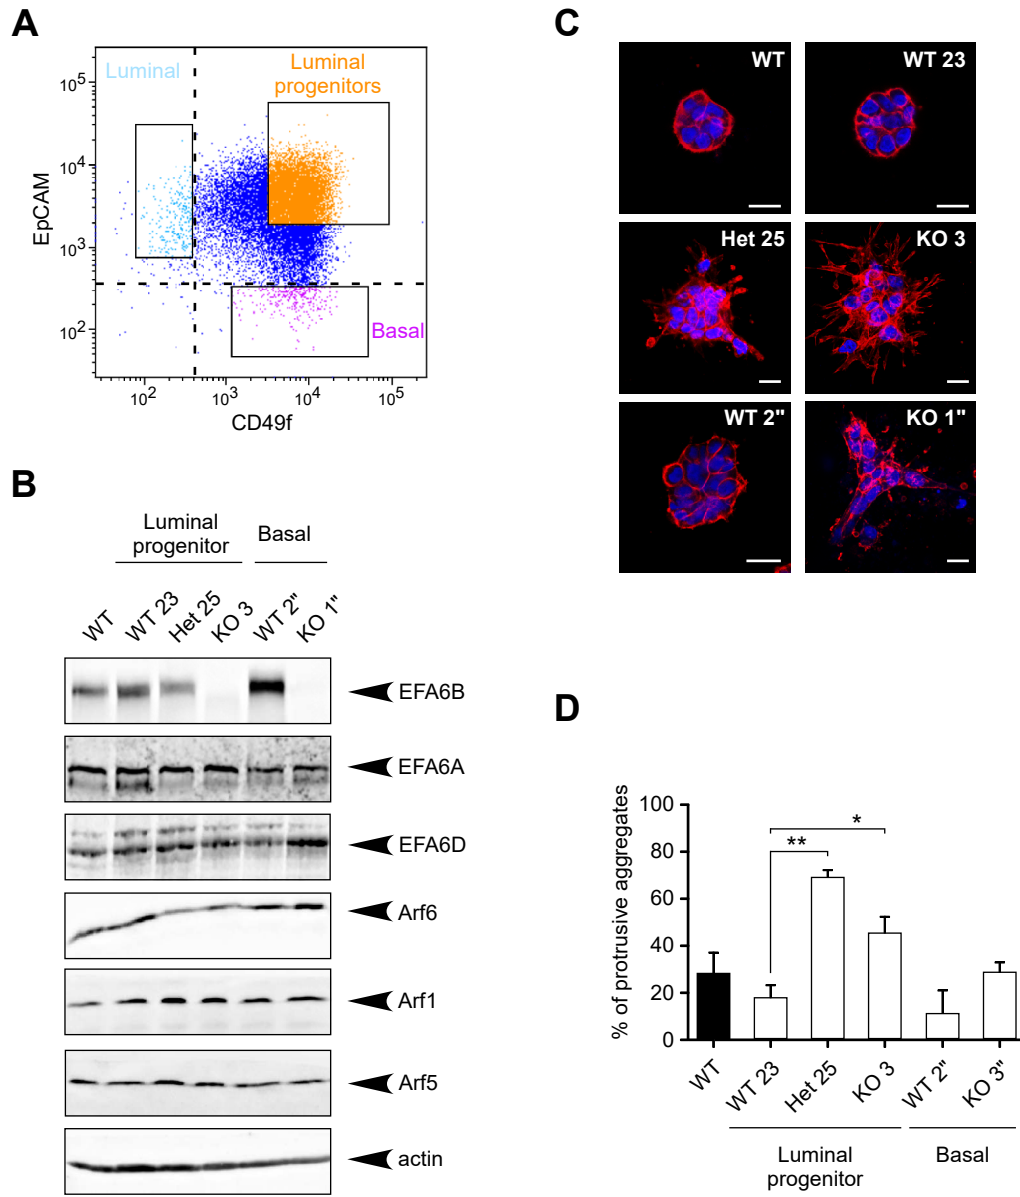 A
Luminal
Luminal
progenitors
Basal
EpCAM
10^5
10^4
10^3
10^2
10^2
10^3
10^4
10^5
CD49f
B
Luminal
progenitor
Basal
WT
WT 23
Het 25
KO 3
WT 2"
KO 1"
EFA6B
EFA6A
EFA6D
Arf6
Arf1
Arf5
actin
C
WT
WT 23
Het 25
KO 3
WT 2"
KO 1"
D
% of protrusive aggregates
100
80
60
40
20
0
*
**
WT
WT 23
Het 25
KO 3
WT 2"
KO 3"
Luminal
progenitor
Basal